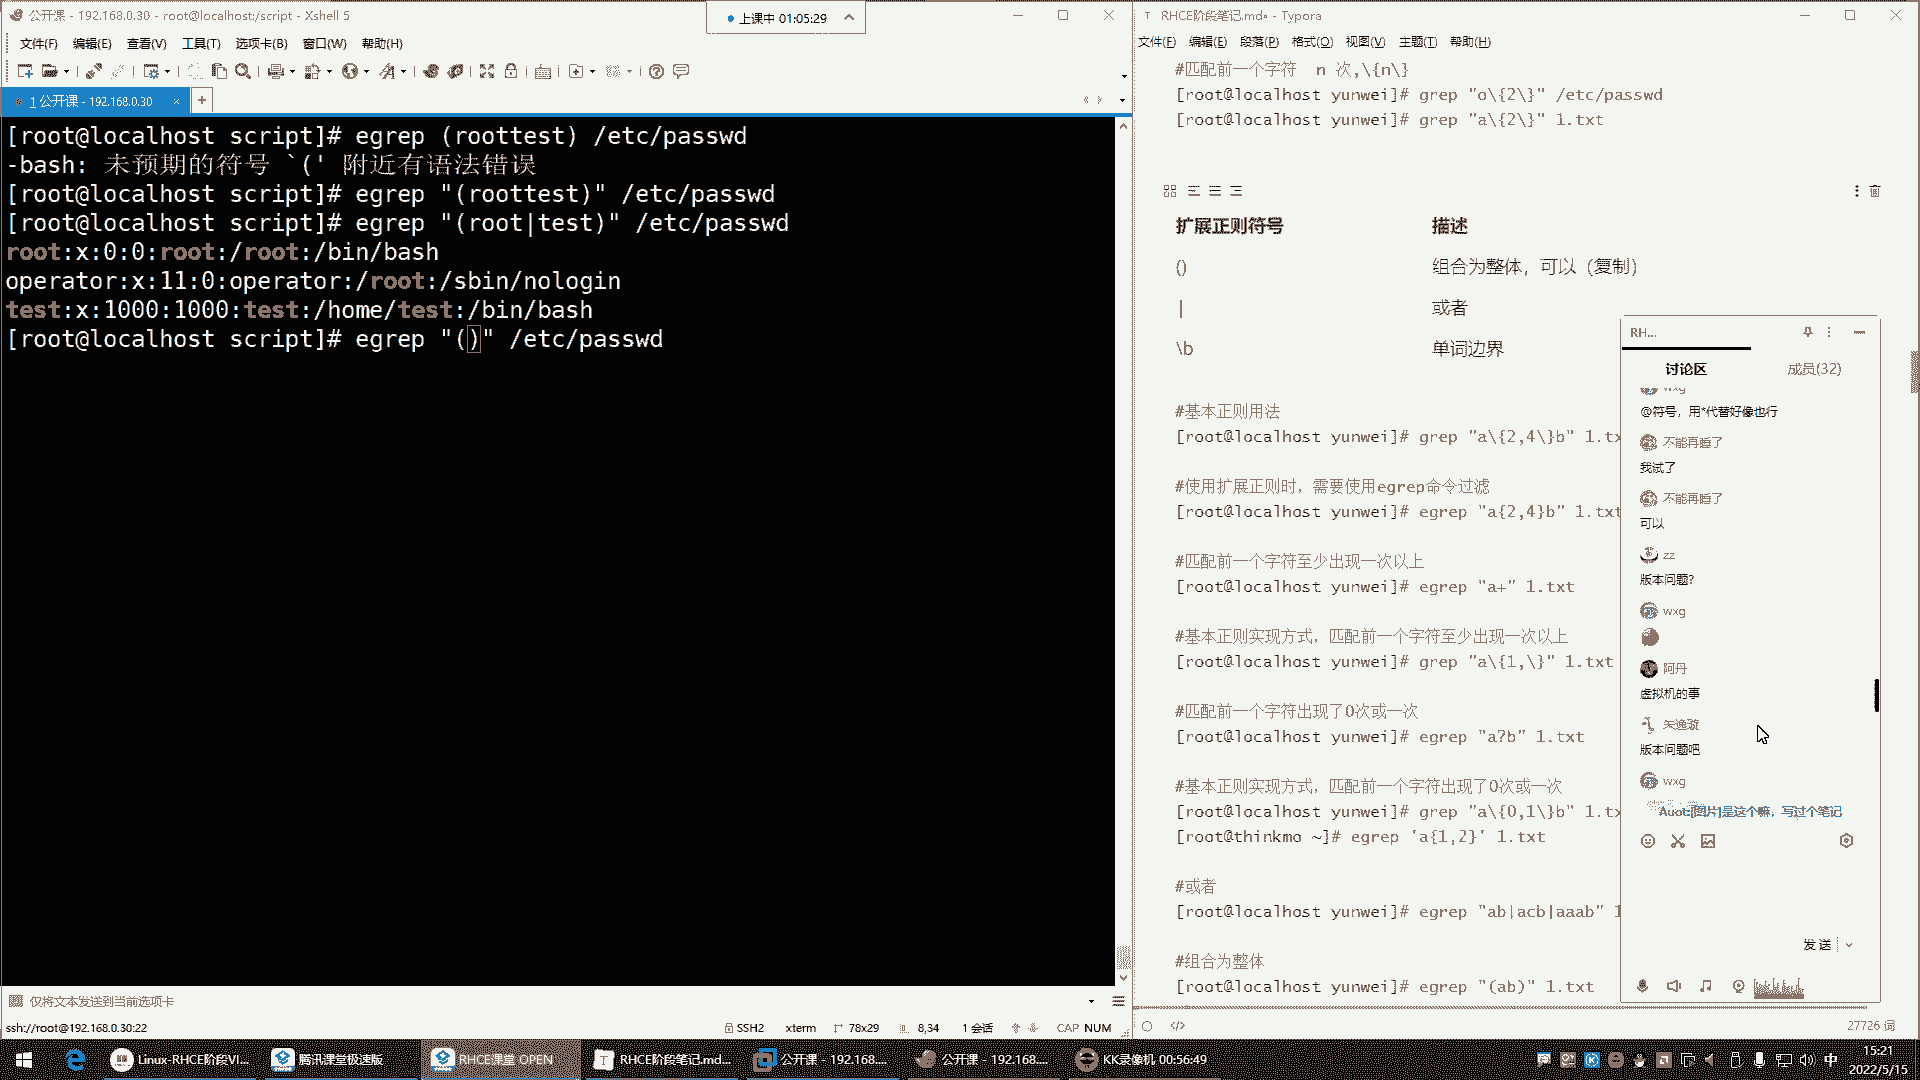 公开课 - 192.168.0.30 - root@localhost:/script - Xshell 5
上课中 01:05:29
文件(F) 编辑(E) 查看(V) 工具(T) 选项卡(B) 窗口(W) 帮助(H)
1 公开课 - 192.168.0.30
[root@localhost script]# egrep (roottest) /etc/passwd
-bash: 未预期的符号 `(' 附近有语法错误
[root@localhost script]# egrep "(roottest)" /etc/passwd
[root@localhost script]# egrep "(root|test)" /etc/passwd
root:x:0:0:root:/root:/bin/bash
operator:x:11:0:operator:/root:/sbin/nologin
test:x:1000:1000:test:/home/test:/bin/bash
[root@localhost script]# egrep "()" /etc/passwd
仅将文本发送到当前选项卡
ssh://root@192.168.0.30:22
SSH2 xterm 78x29 8,34 1 会话 CAP NUM
RHCE阶段笔记.md• - Typora
文件(F) 编辑(E) 段落(P) 格式(O) 视图(V) 主题(T) 帮助(H)
#匹配前一个字符 n 次,\{n\}
[root@localhost yunwei]# grep "o\{2\}" /etc/passwd
[root@localhost yunwei]# grep "a\{2\}" 1.txt
扩展正则符号 描述
() 组合为整体，可以（复制）
| 或者
\b 单词边界
#基本正则用法
[root@localhost yunwei]# grep "a\{2,4\}b" 1.tx
#使用扩展正则时，需要使用egrep命令过滤
[root@localhost yunwei]# egrep "a{2,4}b" 1.txt
#匹配前一个字符至少出现一次以上
[root@localhost yunwei]# egrep "a+" 1.txt
#基本正则实现方式，匹配前一个字符至少出现一次以上
[root@localhost yunwei]# grep "a\{1,\}" 1.txt
#匹配前一个字符出现了0次或一次
[root@localhost yunwei]# egrep "a?b" 1.txt
#基本正则实现方式，匹配前一个字符出现了0次或一次
[root@localhost yunwei]# grep "a\{0,1\}b" 1.tx
[root@thinkmo ~]# egrep 'a{1,2}' 1.txt
#或者
[root@localhost yunwei]# egrep "ab|acb|aaab" 1
#组合为整体
[root@localhost yunwei]# egrep "(ab)" 1.txt
27726 词
RH...
讨论区 成员(32)
wxg
@符号，用*代替好像也行
不能再睡了
我试了
不能再睡了
可以
zz
版本问题?
wxg
阿丹
虚拟机的事
版本问题吧
wxg
Auot:[图片]是这个嘛，写过个笔记
发送
Linux-RHCE阶段VI...
腾讯课堂极速版
RHCE课堂 OPEN
RHCE阶段笔记.md...
公开课 - 192.168....
公开课 - 192.168....
KK录像机 00:56:49
中
15:21
2022/5/15